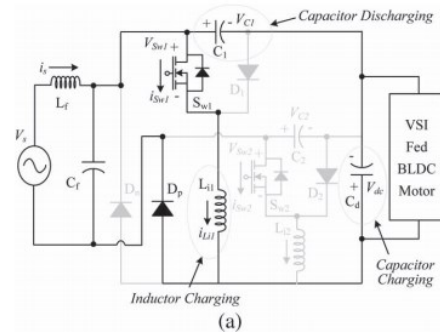 Capacitor Discharging
V_Sw1 + + - V_C1
C_1
i_s
L_f
i_Sw1 - S_w1
D_1
V_s
C_f
V_Sw2 + + - V_C2
C_2
D_n D_p
L_i1
i_Li1
i_Sw2 - S_w2
D_2
L_i2
-
+ C_d V_dc
VSI
Fed
BLDC
Motor
Inductor Charging
Capacitor
Charging
(a)